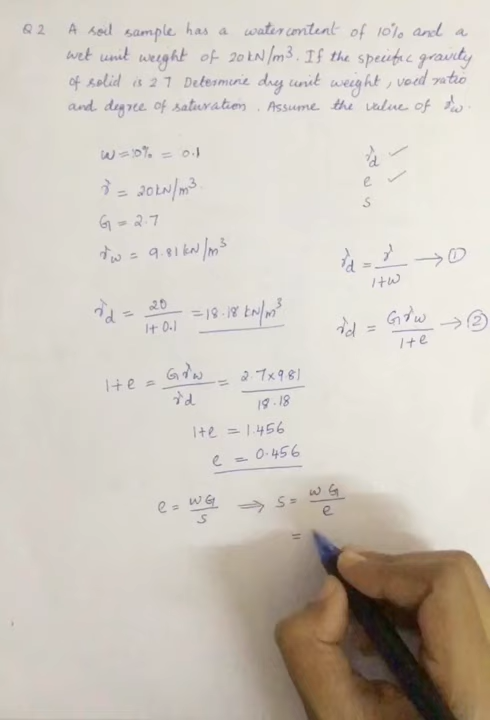 Q2 A soil sample has a water content of 10% and a
wet unit weight of 20 kN/m³. If the specific gravity
of solid is 2.7 Determine dry unit weight, void ratio
and degree of saturation. Assume the value of γw.
w = 10% = 0.1
γ = 20 kN/m³
G = 2.7
γw = 9.81 kN/m³
γd ✓
e ✓
S
γd = γ/(1+w) → ①
γd = Gγw/(1+e) → ②
γd = 20/(1+0.1) = 18.18 kN/m³
1+e = Gγw/γd = 2.7×9.81/18.18
1+e = 1.456
e = 0.456
e = wG/S ⇒ S = wG/e
=